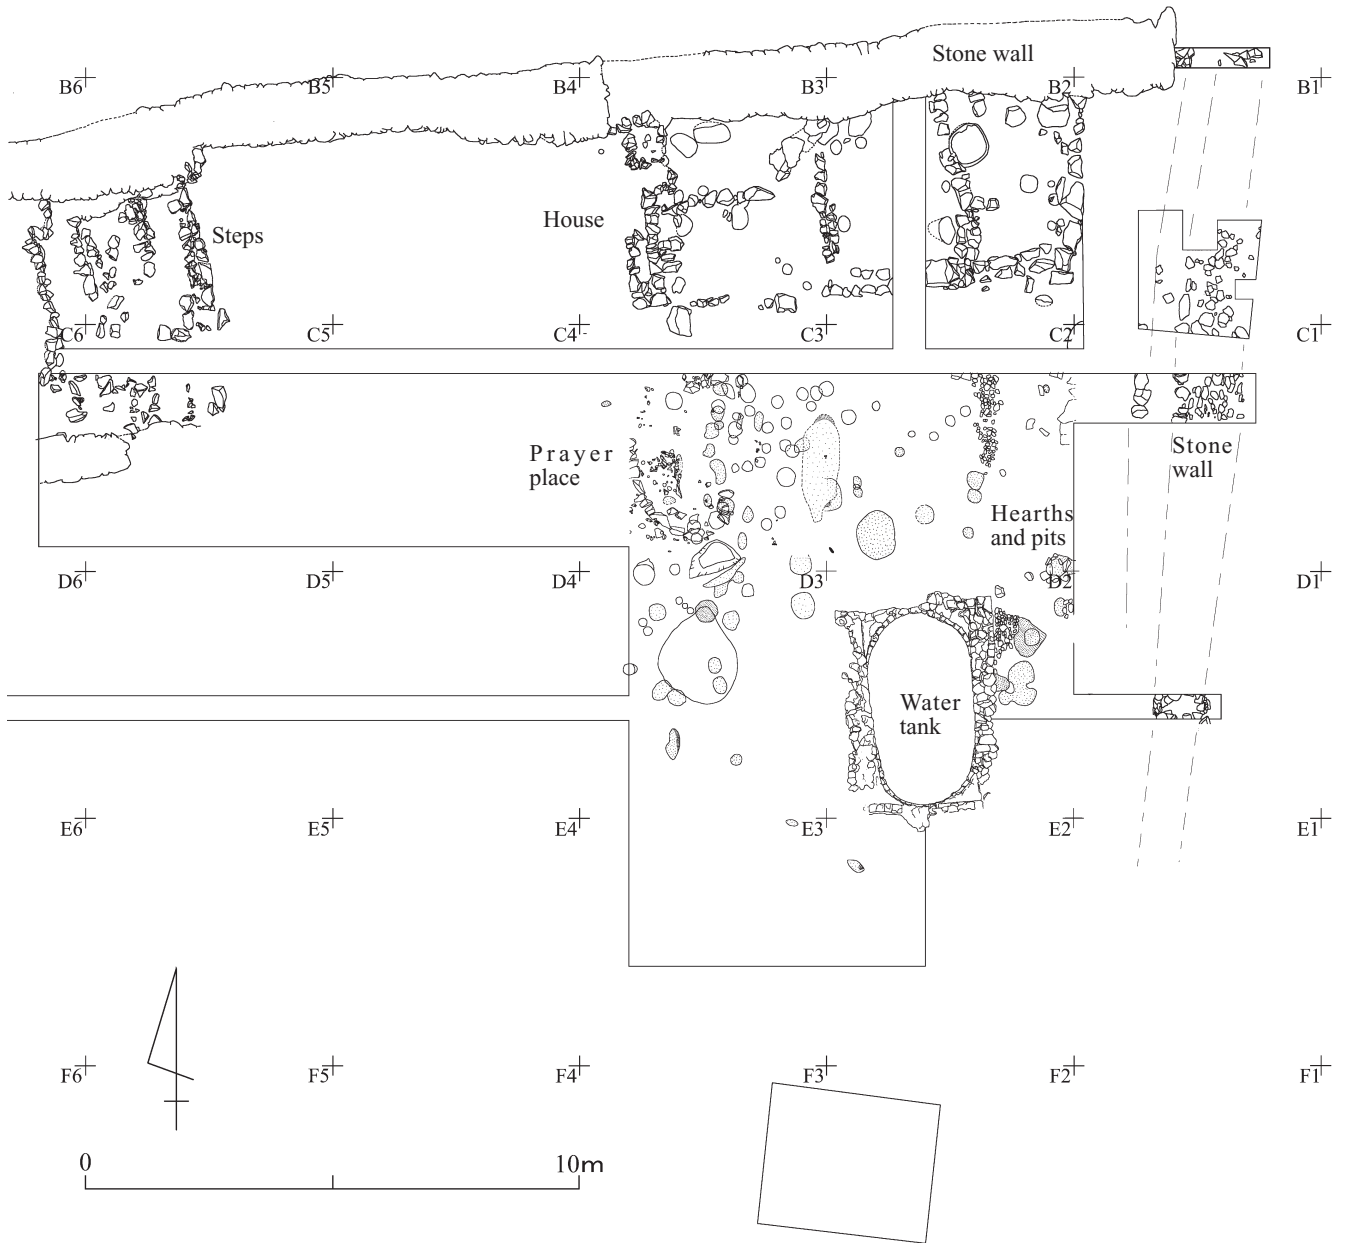 Stone wall
B6 B5 B4 B3 B2 B1
House
Steps
C6 C5 C4 C3 C2 C1
Prayer
place
Stone
wall
Hearths
and pits
D6 D5 D4 D3 D2 D1
Water
tank
E6 E5 E4 E3 E2 E1
F6 F5 F4 F3 F2 F1
0 10m